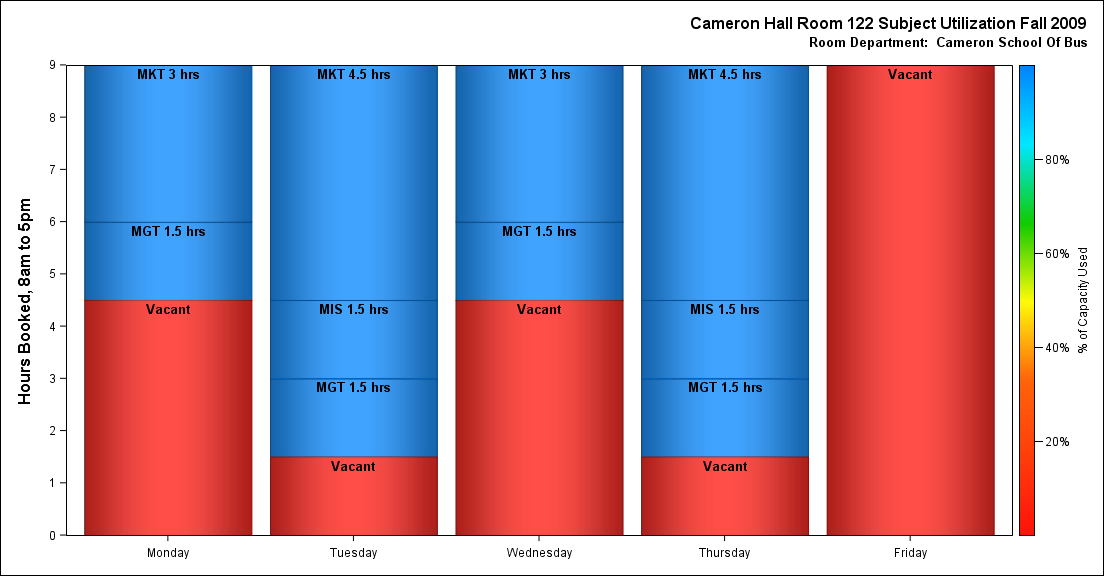 Cameron Hall Room 122 Subject Utilization Fall 2009
Room Department:  Cameron School Of Bus
Hours Booked, 8am to 5pm
9
8
7
6
5
4
3
2
1
0
MKT 3 hrs
MGT 1.5 hrs
Vacant
MKT 4.5 hrs
MIS 1.5 hrs
MGT 1.5 hrs
Vacant
MKT 3 hrs
MGT 1.5 hrs
Vacant
MKT 4.5 hrs
MIS 1.5 hrs
MGT 1.5 hrs
Vacant
Vacant
Monday
Tuesday
Wednesday
Thursday
Friday
80%
60%
40%
20%
% of Capacity Used